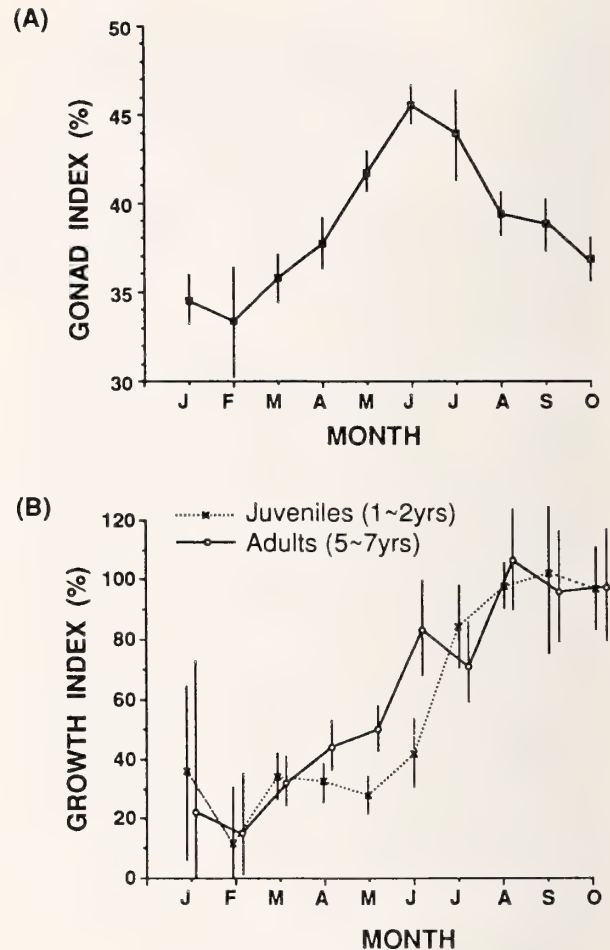 (A)
50
45
40
35
30
GONAD INDEX (%)
J F M A M J J A S O
MONTH
(B)
Juveniles (1~2yrs)
Adults (5~7yrs)
120
100
80
60
40
20
0
GROWTH INDEX (%)
J F M A M J J A S O
MONTH